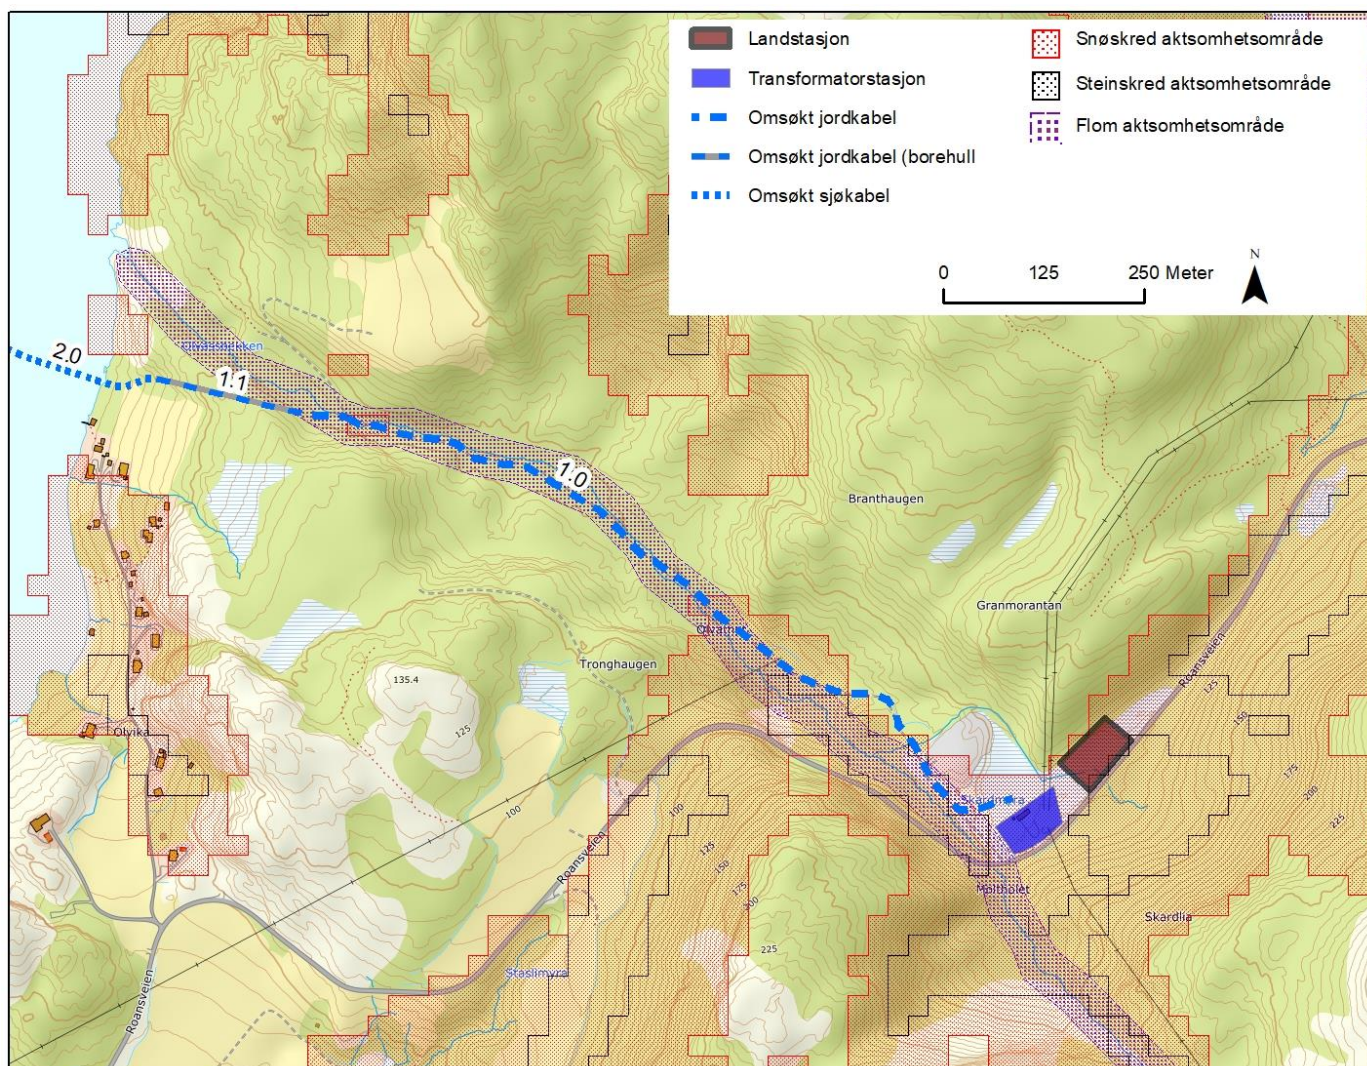 Landstasjon
Transformatorstasjon
Omsøkt jordkabel
Omsøkt jordkabel (borehull
Omsøkt sjøkabel
Snøskred aktsomhetsområde
Steinskred aktsomhetsområde
Flom aktsomhetsområde
0 125 250 Meter
N
2.0
1.1
1.0
Branthaugen
Granmorantan
Tronghaugen
135.4
125
Roansveien
125
150
175
200
225
Olvika
100
Roansveien
100
125
150
175
200
225
Moltholet
Skardlia
Staslimyra
Roansveien